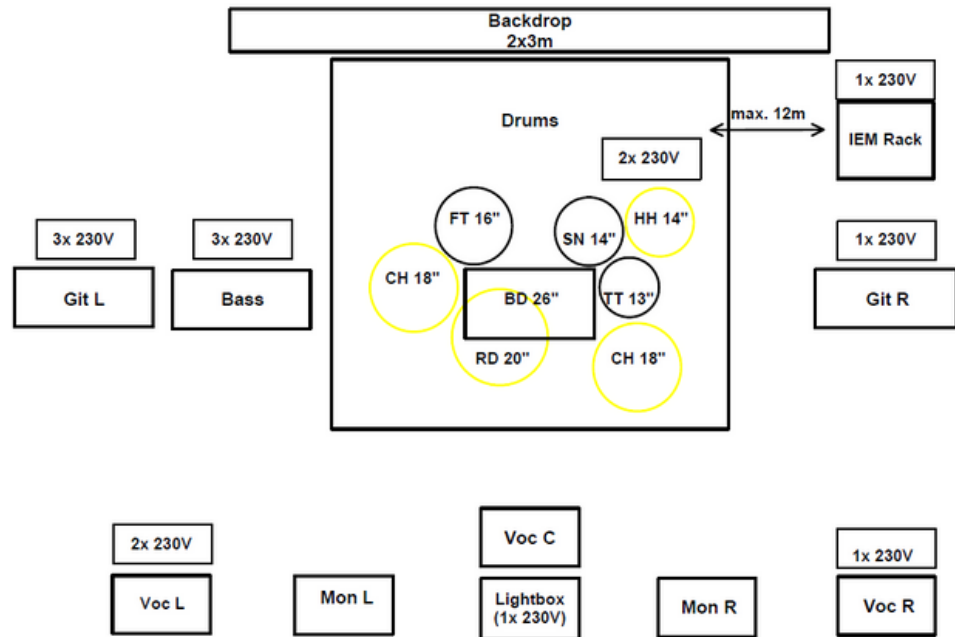 Backdrop
2x3m
1x 230V
IEM Rack
max. 12m
Drums
2x 230V
FT 16"
SN 14"
HH 14"
3x 230V
3x 230V
1x 230V
Git L
Bass
CH 18"
BD 26"
TT 13"
Git R
RD 20"
CH 18"
2x 230V
Voc C
1x 230V
Voc L
Mon L
Lightbox
(1x 230V)
Mon R
Voc R